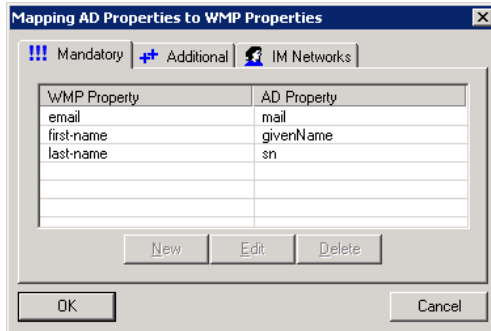 Mapping AD Properties to WMP Properties
!!! Mandatory ++ Additional IM Networks
WMP Property AD Property
email mail
first-name givenName
last-name sn
New Edit Delete
OK Cancel